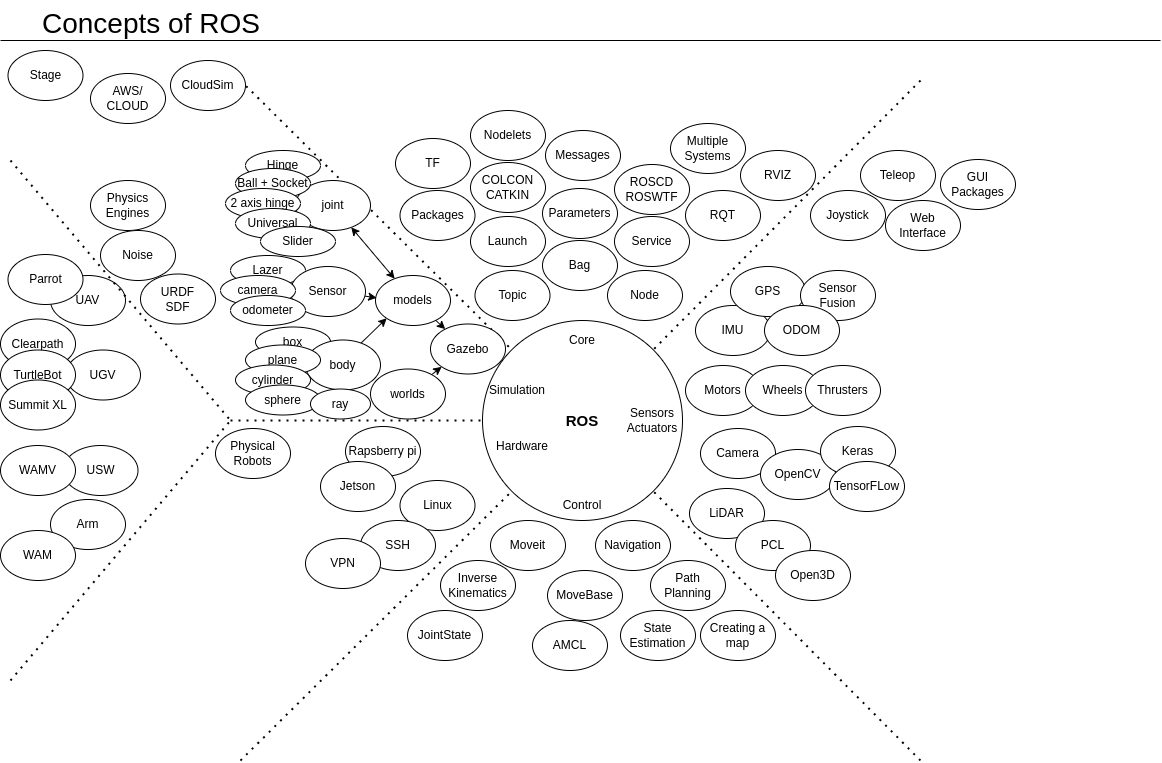 Concepts of ROS
Stage
AWS/
CLOUD
CloudSim
Physics
Engines
Noise
URDF
SDF
Parrot
UAV
Clearpath
TurtleBot
Summit XL
UGV
WAMV
USW
Arm
WAM
Hinge
Ball + Socket
2 axis hinge
Universal
Slider
joint
Lazer
camera
odometer
Sensor
box
plane
cylinder
sphere
ray
body
models
Gazebo
worlds
TF
Nodelets
Messages
COLCON
CATKIN
Packages
Launch
Parameters
Bag
Topic
ROSCD
ROSWTF
Service
Node
Multiple
Systems
RVIZ
RQT
Teleop
GUI
Packages
Joystick
Web
Interface
GPS
Sensor
Fusion
IMU
ODOM
Motors
Wheels
Thrusters
Camera
OpenCV
Keras
TensorFLow
LiDAR
PCL
Open3D
Core
Simulation
ROS
Sensors
Actuators
Hardware
Control
Physical
Robots
Rapsberry pi
Jetson
Linux
SSH
VPN
Moveit
Inverse
Kinematics
JointState
Navigation
MoveBase
AMCL
Path
Planning
State
Estimation
Creating a
map